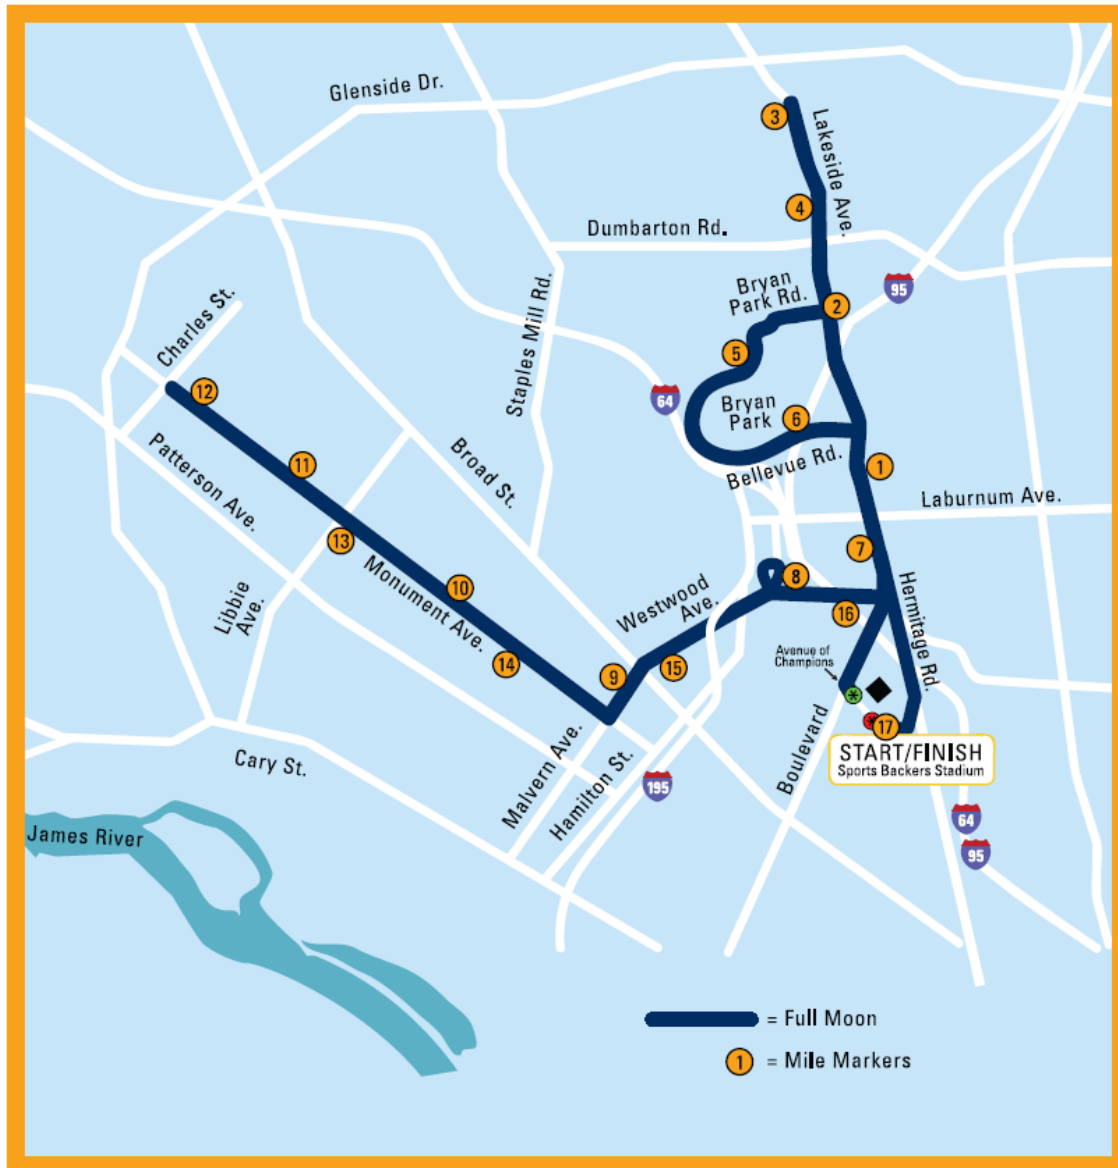 Glenside Dr.
3
Lakeside Ave.
4
Dumbarton Rd.
95
Bryan
Park Rd.
2
Charles St.
Staples Mill Rd.
5
64
12
Bryan
Park
6
Patterson Ave.
11
Broad St.
Bellevue Rd.
1
Laburnum Ave.
13
7
Libbie
Ave.
Monument Ave.
10
8
Westwood
Ave.
Hermitage Rd.
16
14
9
15
Avenue of
Champions
17
START/FINISH
Sports Backers Stadium
Cary St.
Malvern Ave.
Hamilton St.
195
Boulevard
64
95
James River
= Full Moon
1 = Mile Markers